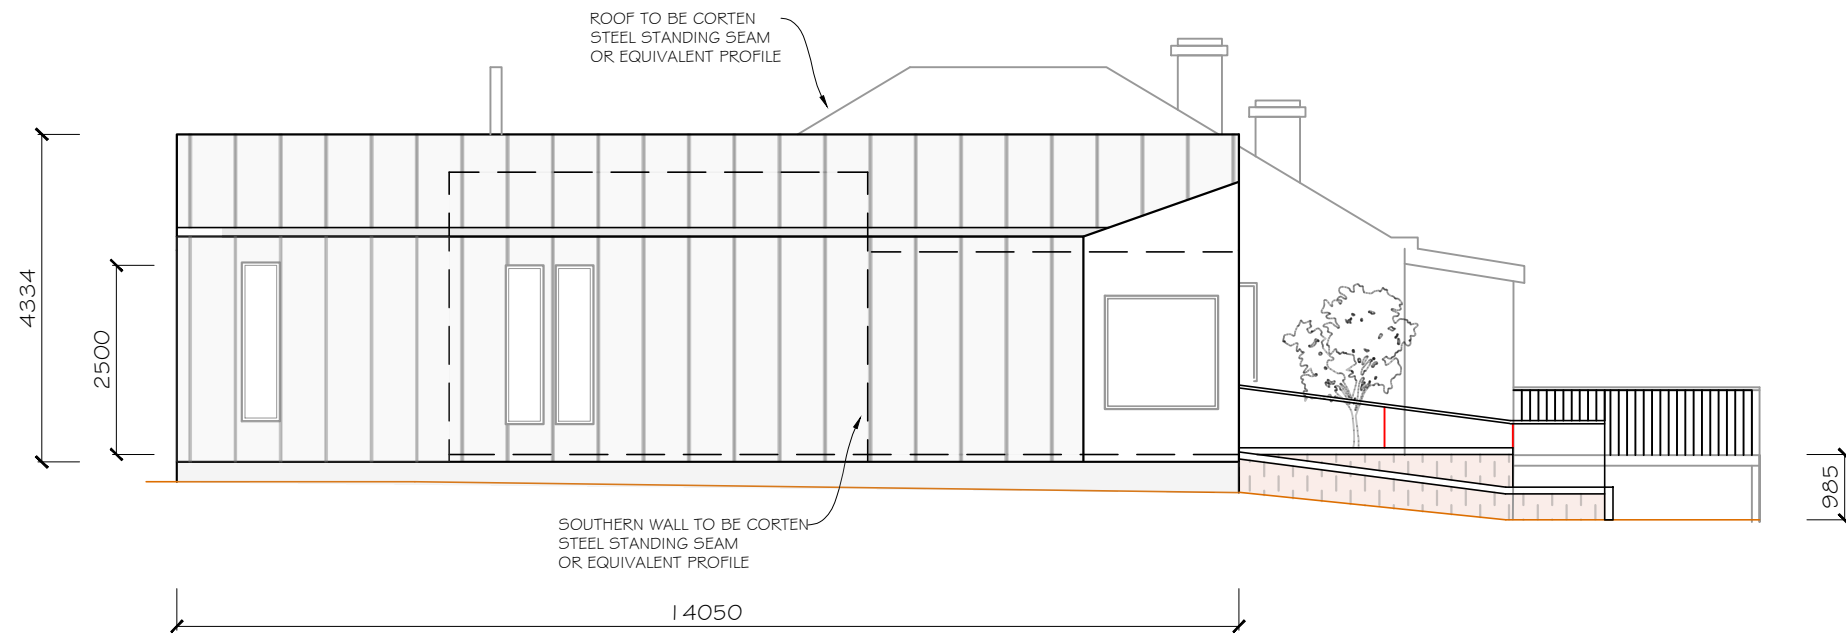 ROOF TO BE CORTEN
STEEL STANDING SEAM
OR EQUIVALENT PROFILE
4334
2500
985
SOUTHERN WALL TO BE CORTEN
STEEL STANDING SEAM
OR EQUIVALENT PROFILE
14050